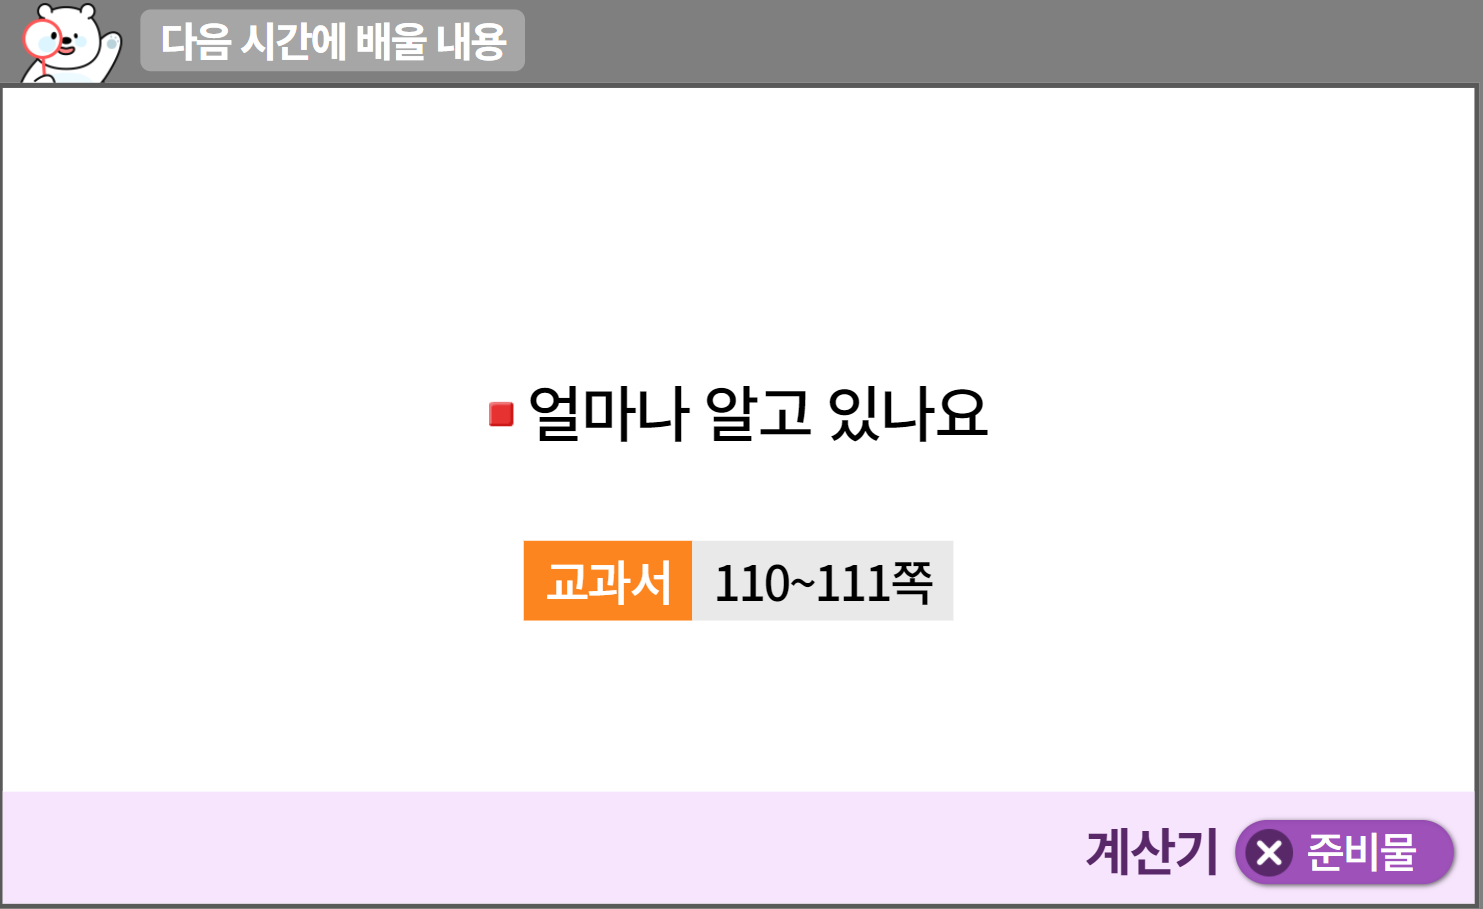 다음 시간에 배울 내용
얼마나 알고 있나요
교과서 110~111쪽
계산기 준비물